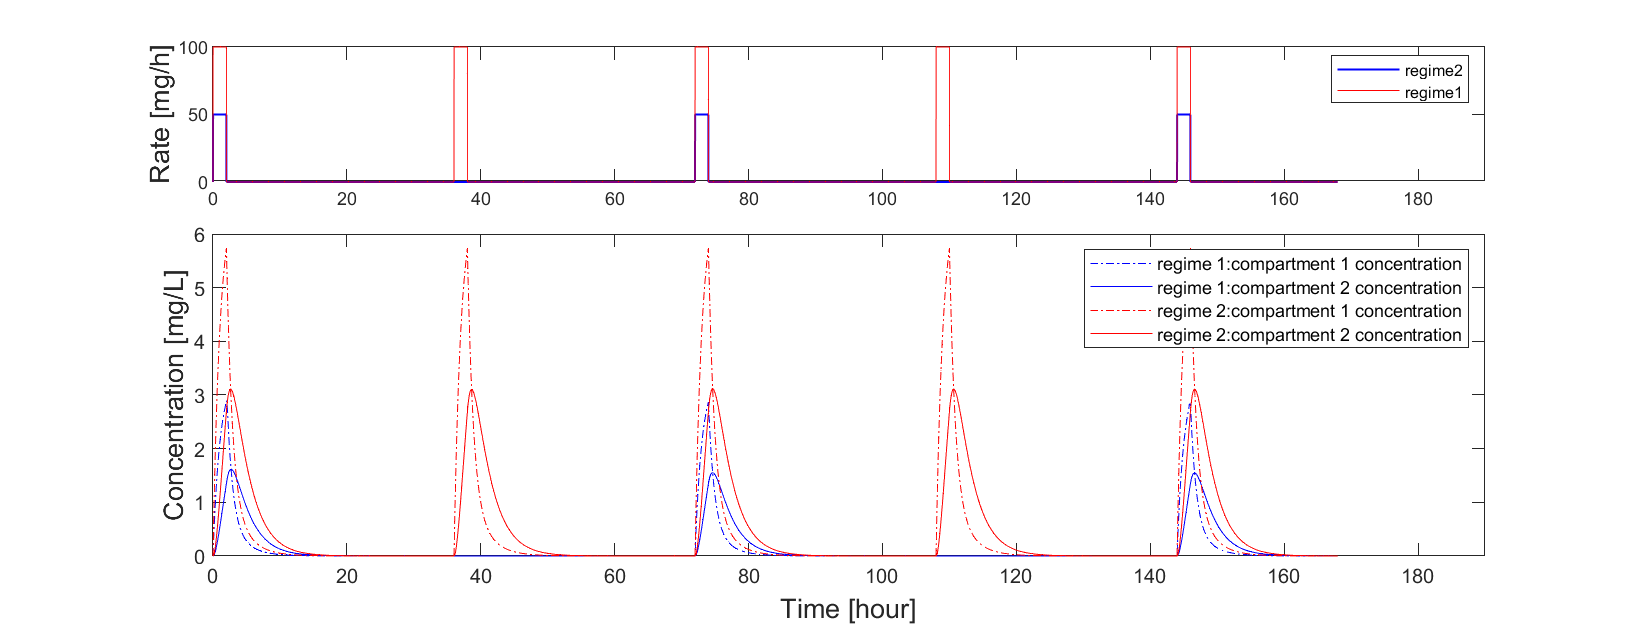 Rate [mg/h]
100
50
0
0 20 40 60 80 100 120 140 160 180
regime2
regime1
Concentration [mg/L]
6
5
4
3
2
1
0
0 20 40 60 80 100 120 140 160 180
regime 1:compartment 1 concentration
regime 1:compartment 2 concentration
regime 2:compartment 1 concentration
regime 2:compartment 2 concentration
Time [hour]